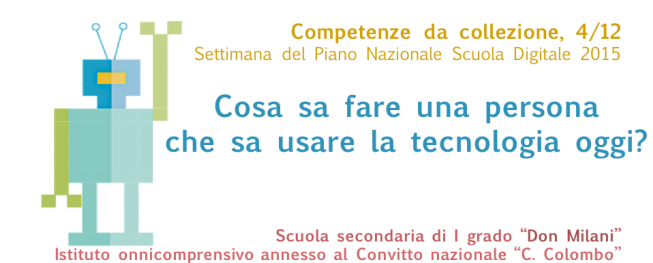 Competenze da collezione, 4/12
Settimana del Piano Nazionale Scuola Digitale 2015
Cosa sa fare una persona
che sa usare la tecnologia oggi?
Scuola secondaria di I grado “Don Milani”
Istituto onnicomprensivo annesso al Convitto nazionale “C. Colombo”